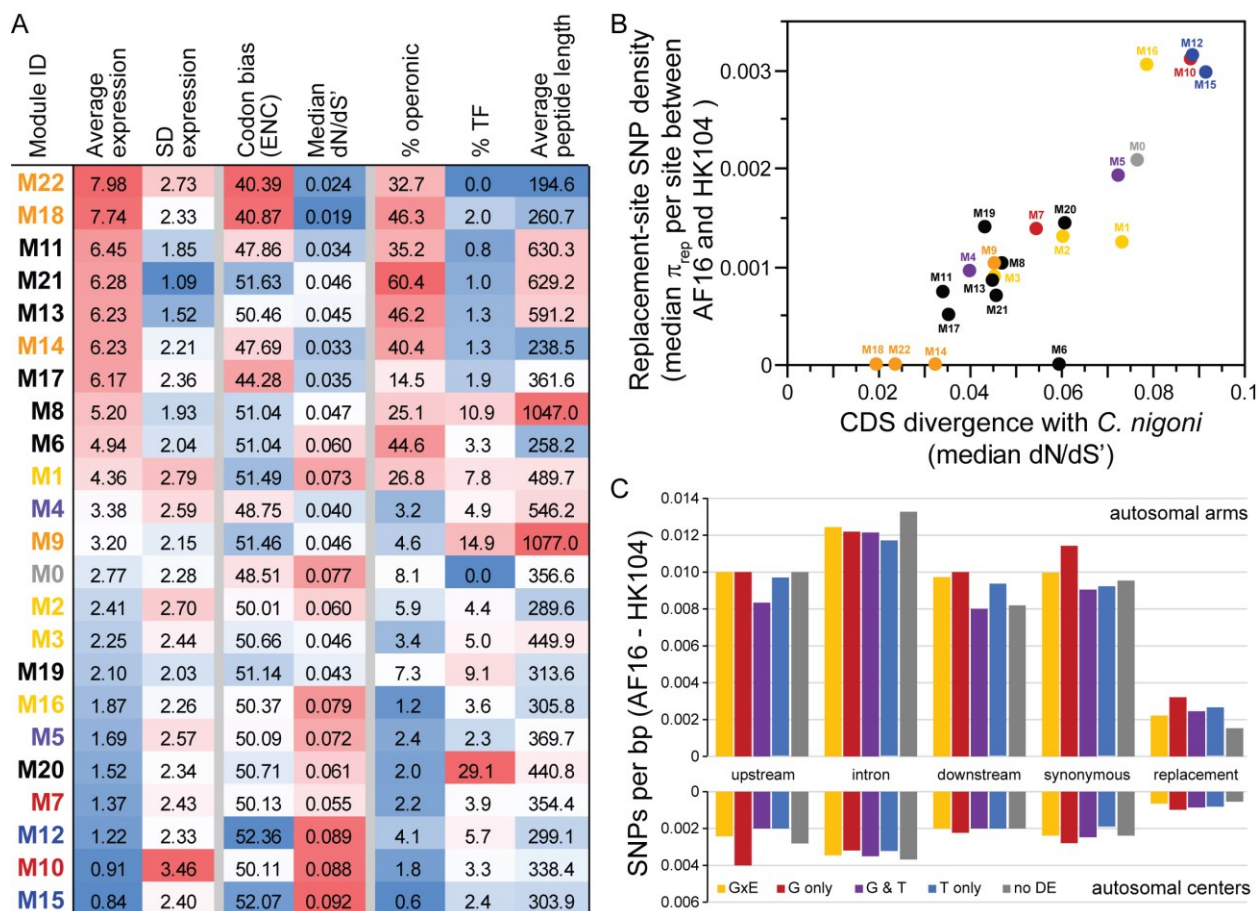 A
Module ID
Average expression
SD expression
Codon bias (ENC)
Median dN/dS'
% operonic
% TF
Average peptide length
M22 7.98 2.73 40.39 0.024 32.7 0.0 194.6
M18 7.74 2.33 40.87 0.019 46.3 2.0 260.7
M11 6.45 1.85 47.86 0.034 35.2 0.8 630.3
M21 6.28 1.09 51.63 0.046 60.4 1.0 629.2
M13 6.23 1.52 50.46 0.045 46.2 1.3 591.2
M14 6.23 2.21 47.69 0.033 40.4 1.3 238.5
M17 6.17 2.36 44.28 0.035 14.5 1.9 361.6
M8 5.20 1.93 51.04 0.047 25.1 10.9 1047.0
M6 4.94 2.04 51.04 0.060 44.6 3.3 258.2
M1 4.36 2.79 51.49 0.073 26.8 7.8 489.7
M4 3.38 2.59 48.75 0.040 3.2 4.9 546.2
M9 3.20 2.15 51.46 0.046 4.6 14.9 1077.0
M0 2.77 2.28 48.51 0.077 8.1 0.0 356.6
M2 2.41 2.70 50.01 0.060 5.9 4.4 289.6
M3 2.25 2.44 50.66 0.046 3.4 5.0 449.9
M19 2.10 2.03 51.14 0.043 7.3 9.1 313.6
M16 1.87 2.26 50.37 0.079 1.2 3.6 305.8
M5 1.69 2.57 50.09 0.072 2.4 2.3 369.7
M20 1.52 2.34 50.71 0.061 2.0 29.1 440.8
M7 1.37 2.43 50.13 0.055 2.2 3.9 354.4
M12 1.22 2.33 52.36 0.089 4.1 5.7 299.1
M10 0.91 3.46 50.11 0.088 1.8 3.3 338.4
M15 0.84 2.40 52.07 0.092 0.6 2.4 303.9
B
Replacement-site SNP density
(median πrep per site between
AF16 and HK104)
0.003
0.002
0.001
0
M16
M12
M10
M15
M0
M5
M19
M7
M20
M2
M1
M4
M9
M8
M11
M13
M3
M17
M21
M18
M22
M14
M6
0 0.02 0.04 0.06 0.08 0.1
CDS divergence with C. nigoni
(median dN/dS')
C
SNPs per bp (AF16 - HK104)
0.014
0.012
0.010
0.008
0.006
0.004
0.002
0
autosomal arms
upstream intron downstream synonymous replacement
0
0.002
0.004
0.006
GxE G only G & T T only no DE
autosomal centers